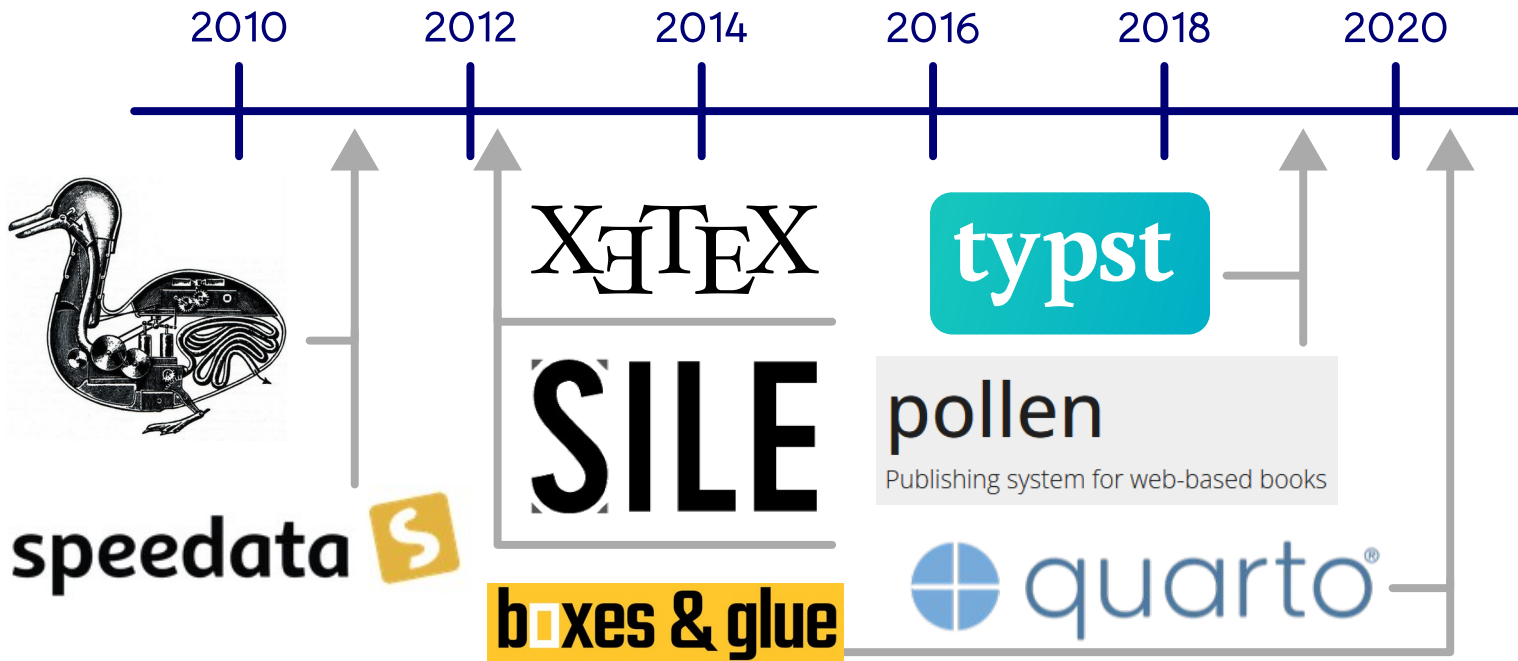 2010 2012 2014 2016 2018 2020
XƎTEX
typst
SILE
pollen
Publishing system for web-based books
speedata S
quarto®
boxes & glue